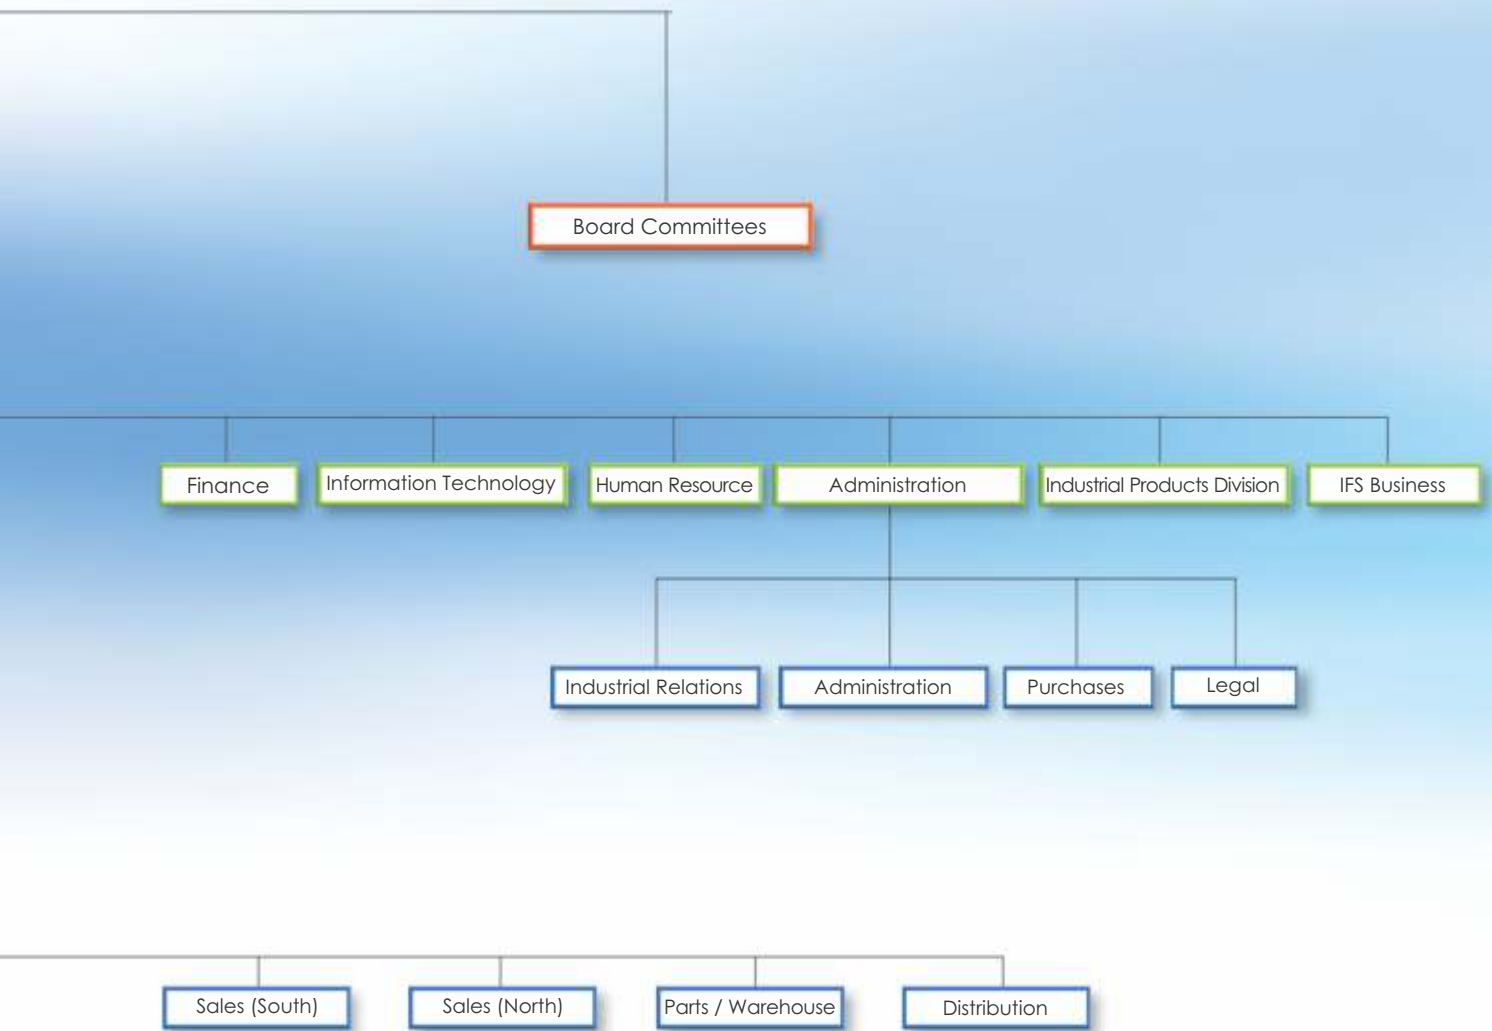 Board Committees
Finance
Information Technology
Human Resource
Administration
Industrial Products Division
IFS Business
Industrial Relations
Administration
Purchases
Legal
Sales (South)
Sales (North)
Parts / Warehouse
Distribution